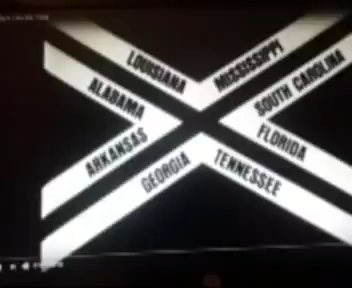 LOUISIANA
MISSISSIPPI
ALABAMA
SOUTH CAROLINA
ARKANSAS
FLORIDA
GEORGIA
TENNESSEE